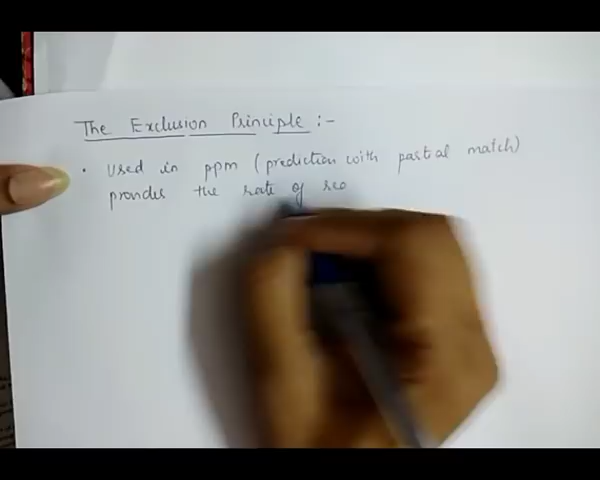 The Exclusion Principle :-
• Used in ppm (prediction with partial match)
provides the rate of